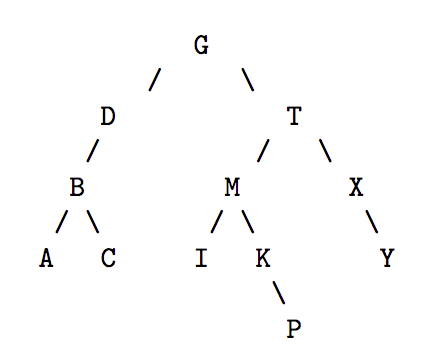 G
/ \
D T
/ / \
B M X
/ \ / \ \
A C I K Y
\
P